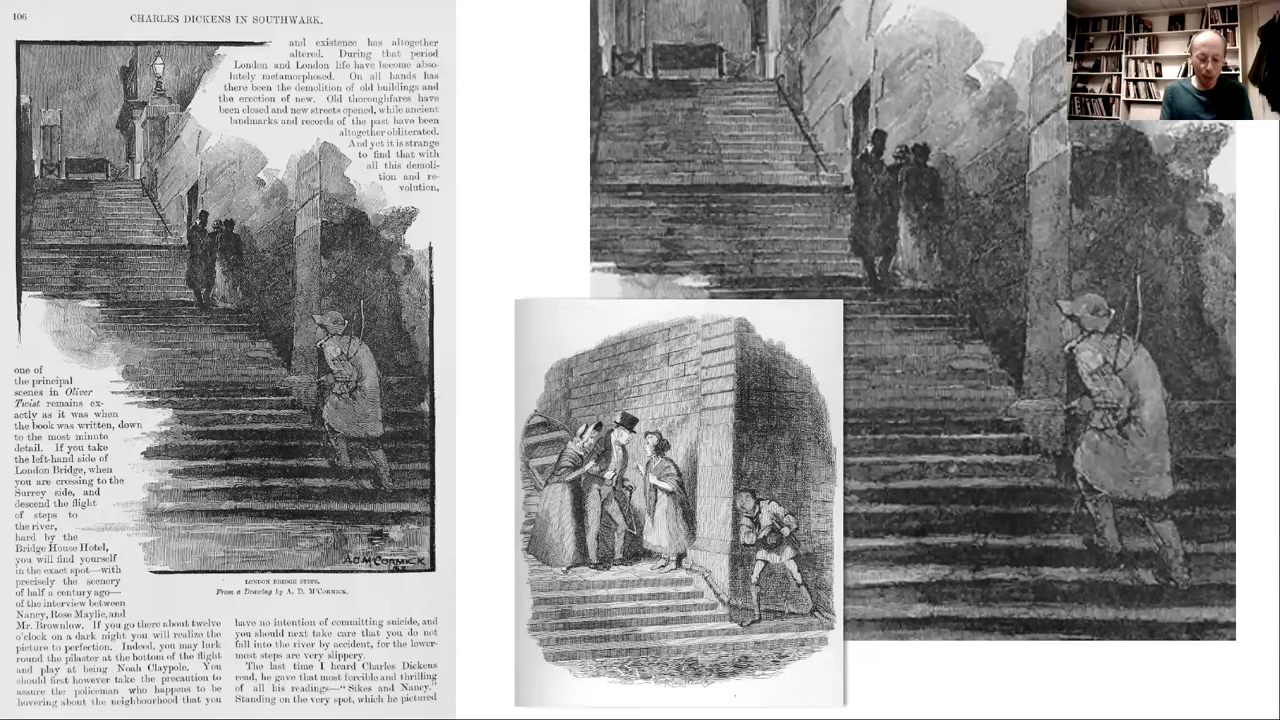 106
CHARLES DICKENS IN SOUTHWARK.
and existence has altogether
altered. During that period
London and London life have become abso-
lutely metamorphosed. On all hands has
there been the demolition of old buildings and
the erection of new. Old thoroughfares have
been closed and new streets opened, while ancient
landmarks and records of the past have been
altogether obliterated.
And yet it is strange
to find that with
all this demoli-
tion and re-
volution,
one of
the principal
scenes in Oliver
Twist remains ex-
actly as it was when
the book was written, down
to the most minute
detail. If you take
the left-hand side of
London Bridge, when
you are crossing to the
Surrey side, and
descend the flight
of steps to
the river,
hard by the
Bridge House Hotel,
you will find yourself
in the exact spot—with
precisely the scenery
of half a century ago—
of the interview between
Nancy, Rose Maylie, and
Mr. Brownlow. If you go there about twelve
o'clock on a dark night you will realize the
picture to perfection. Indeed, you may lurk
round the pilaster at the bottom of the flight
and play at being Noah Claypole. You
should first however take the precaution to
assure the policeman who happens to be
hovering about the neighbourhood that you
A D M'CORMICK
LONDON BRIDGE STEPS.
From a Drawing by A. D. M'CORMICK.
have no intention of committing suicide, and
you should next take care that you do not
fall into the river by accident, for the lower-
most steps are very slippery.
The last time I heard Charles Dickens
read, he gave that most forcible and thrilling
of all his readings—"Sikes and Nancy."
Standing on the very spot, which he pictured